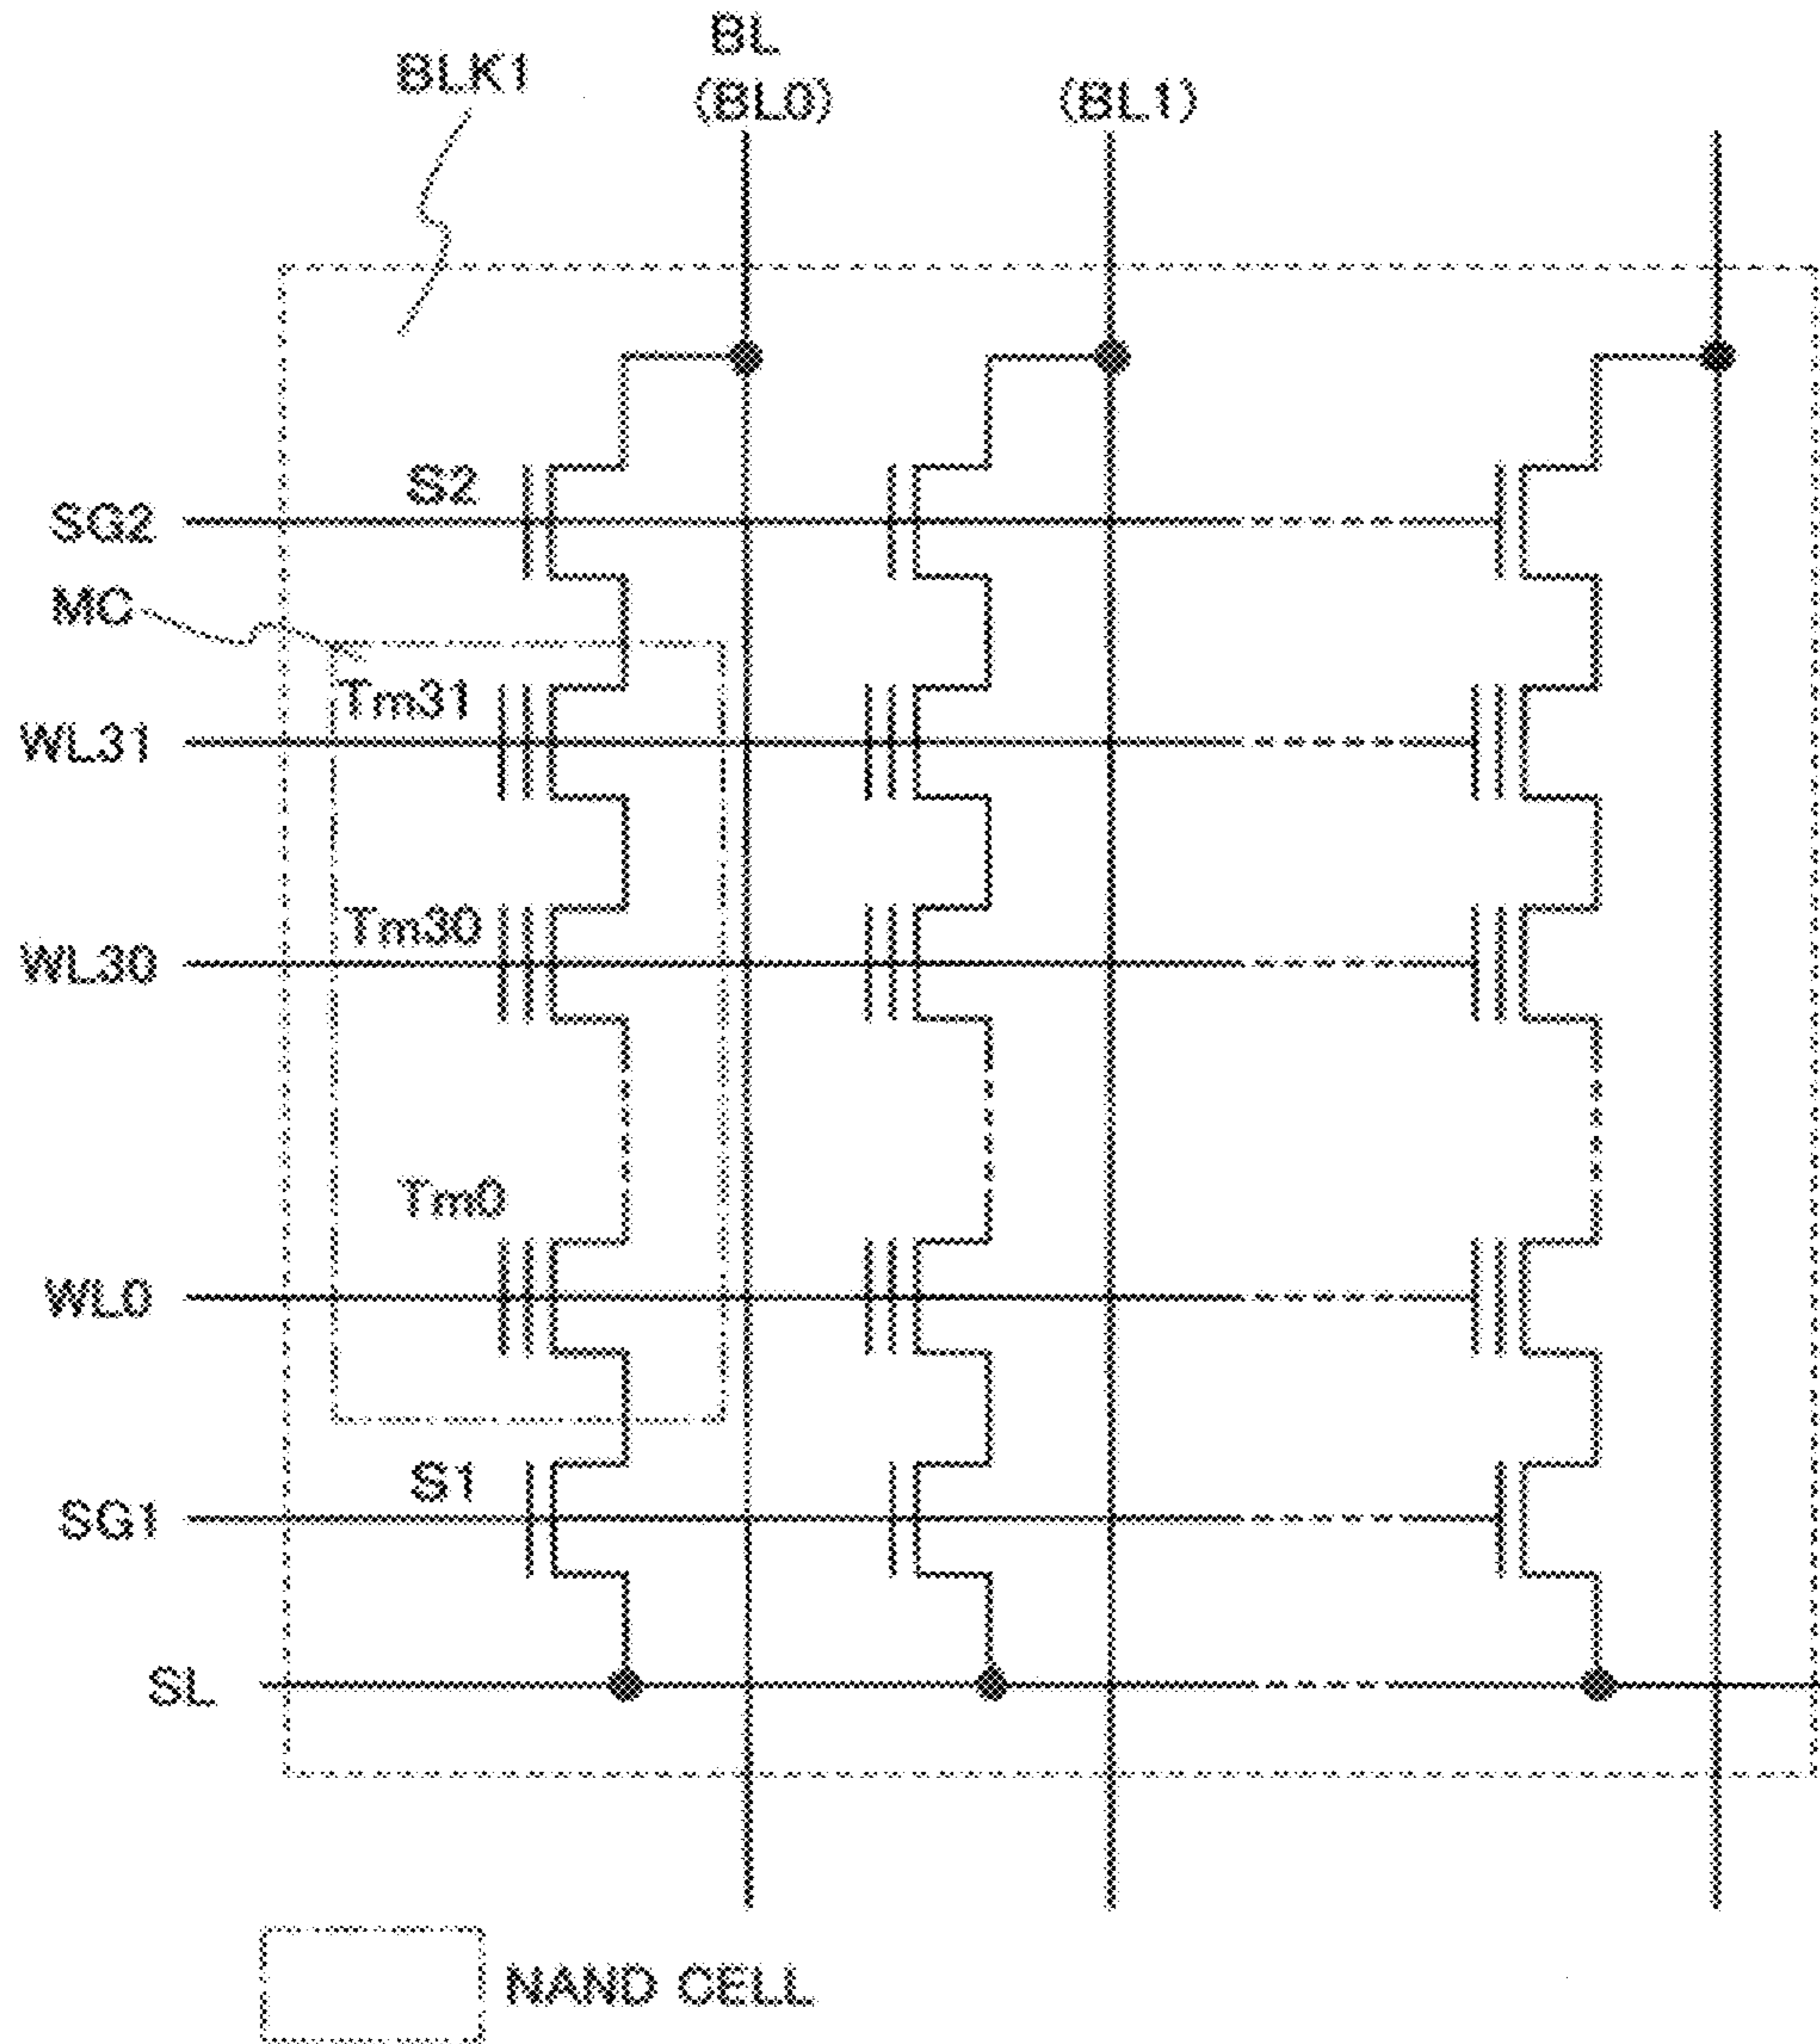 BL
BLK1
(BL0)
(BL1)
S2
SG2
MC
Tm31
WL31
Tm30
WL30
Tm0
WL0
S1
SG1
SL
NAND CELL